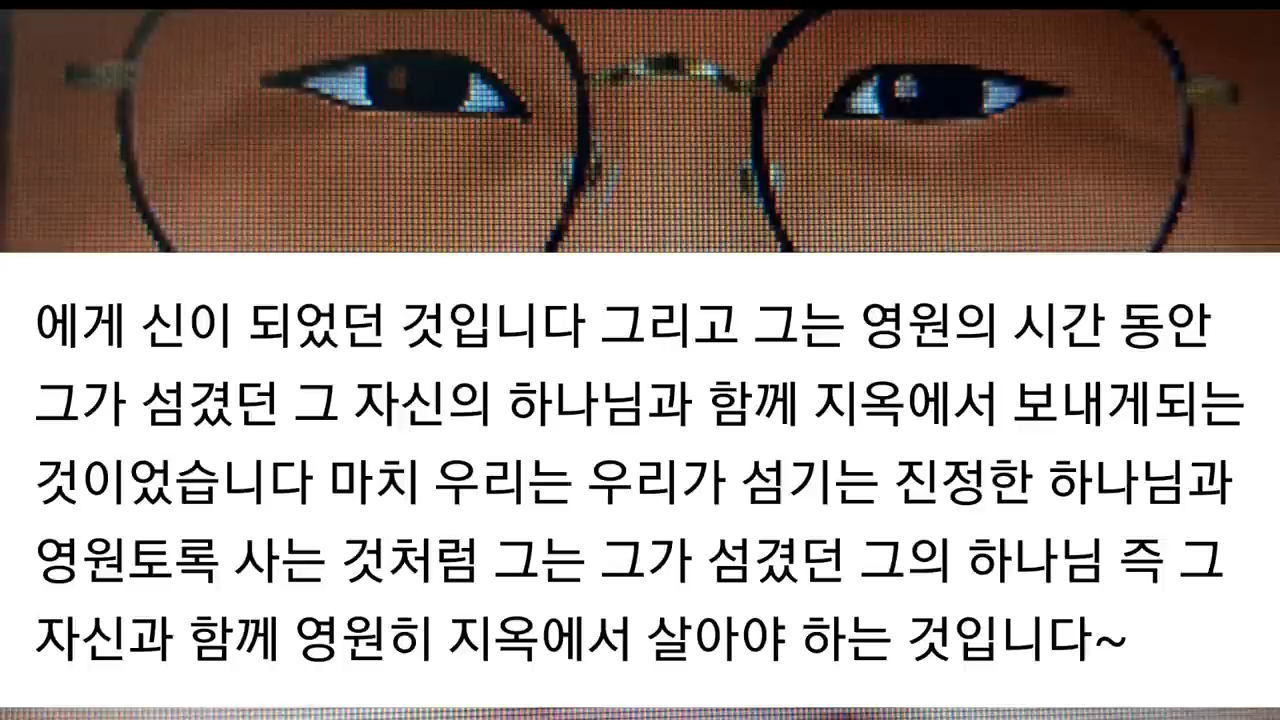 에게 신이 되었던 것입니다 그리고 그는 영원의 시간 동안
그가 섬겼던 그 자신의 하나님과 함께 지옥에서 보내게되는
것이었습니다 마치 우리는 우리가 섬기는 진정한 하나님과
영원토록 사는 것처럼 그는 그가 섬겼던 그의 하나님 즉 그
자신과 함께 영원히 지옥에서 살아야 하는 것입니다~